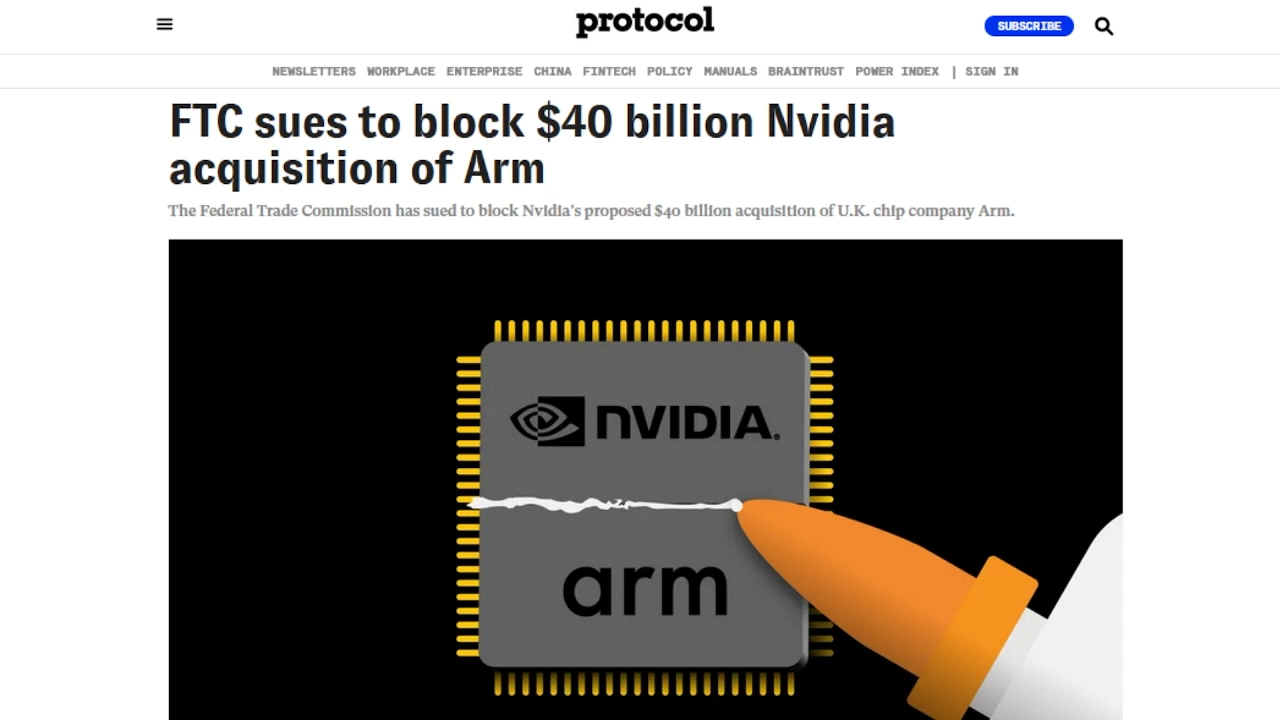 protocol
SUBSCRIBE
NEWSLETTERS WORKPLACE ENTERPRISE CHINA FINTECH POLICY MANUALS BRAINTRUST POWER INDEX | SIGN IN
FTC sues to block $40 billion Nvidia
acquisition of Arm
The Federal Trade Commission has sued to block Nvidia's proposed $40 billion acquisition of U.K. chip company Arm.
NVIDIA.
arm